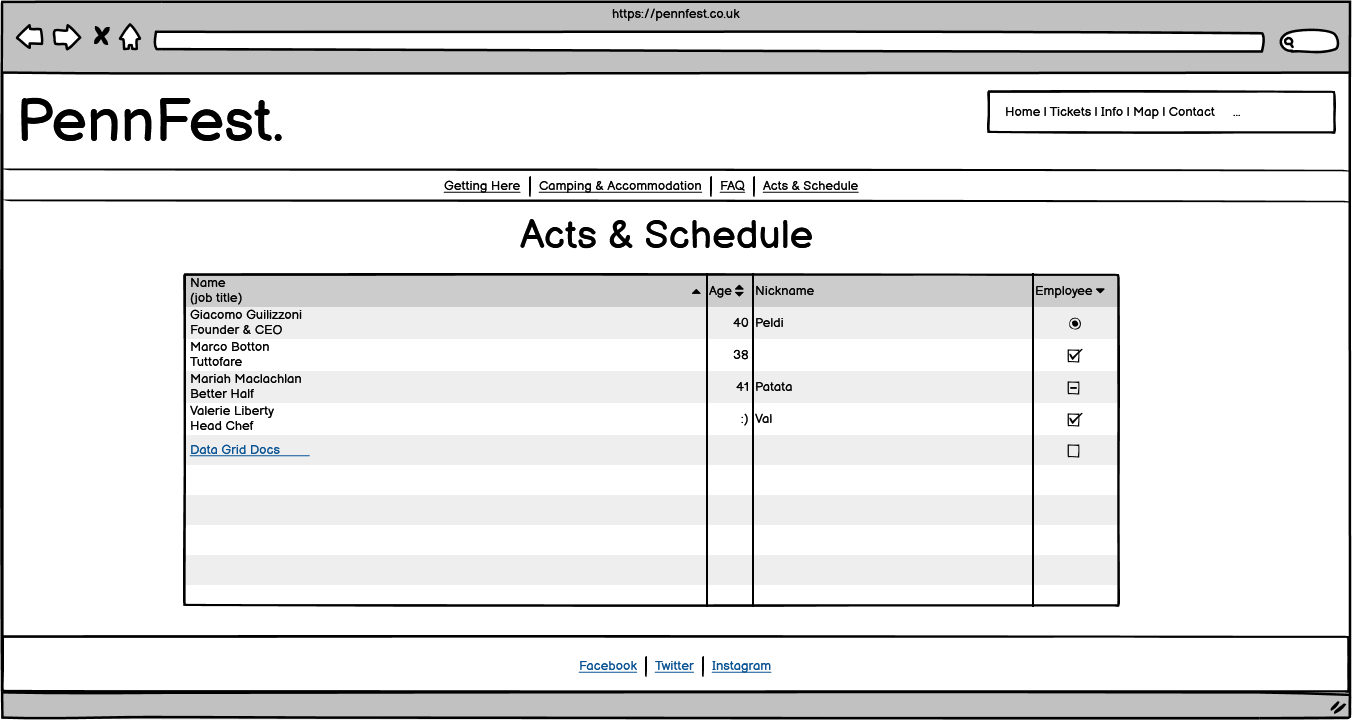 https://pennfest.co.uk
PennFest.
Home | Tickets | Info | Map | Contact ...
Getting Here | Camping & Accommodation | FAQ | Acts & Schedule
Acts & Schedule
Name
(job title)
Age
Nickname
Employee
Giacomo Guilizzoni
Founder & CEO
40
Peldi
Marco Botton
Tuttofare
38
Mariah Maclachlan
Better Half
41
Patata
Valerie Liberty
Head Chef
:)
Val
Data Grid Docs
Facebook | Twitter | Instagram